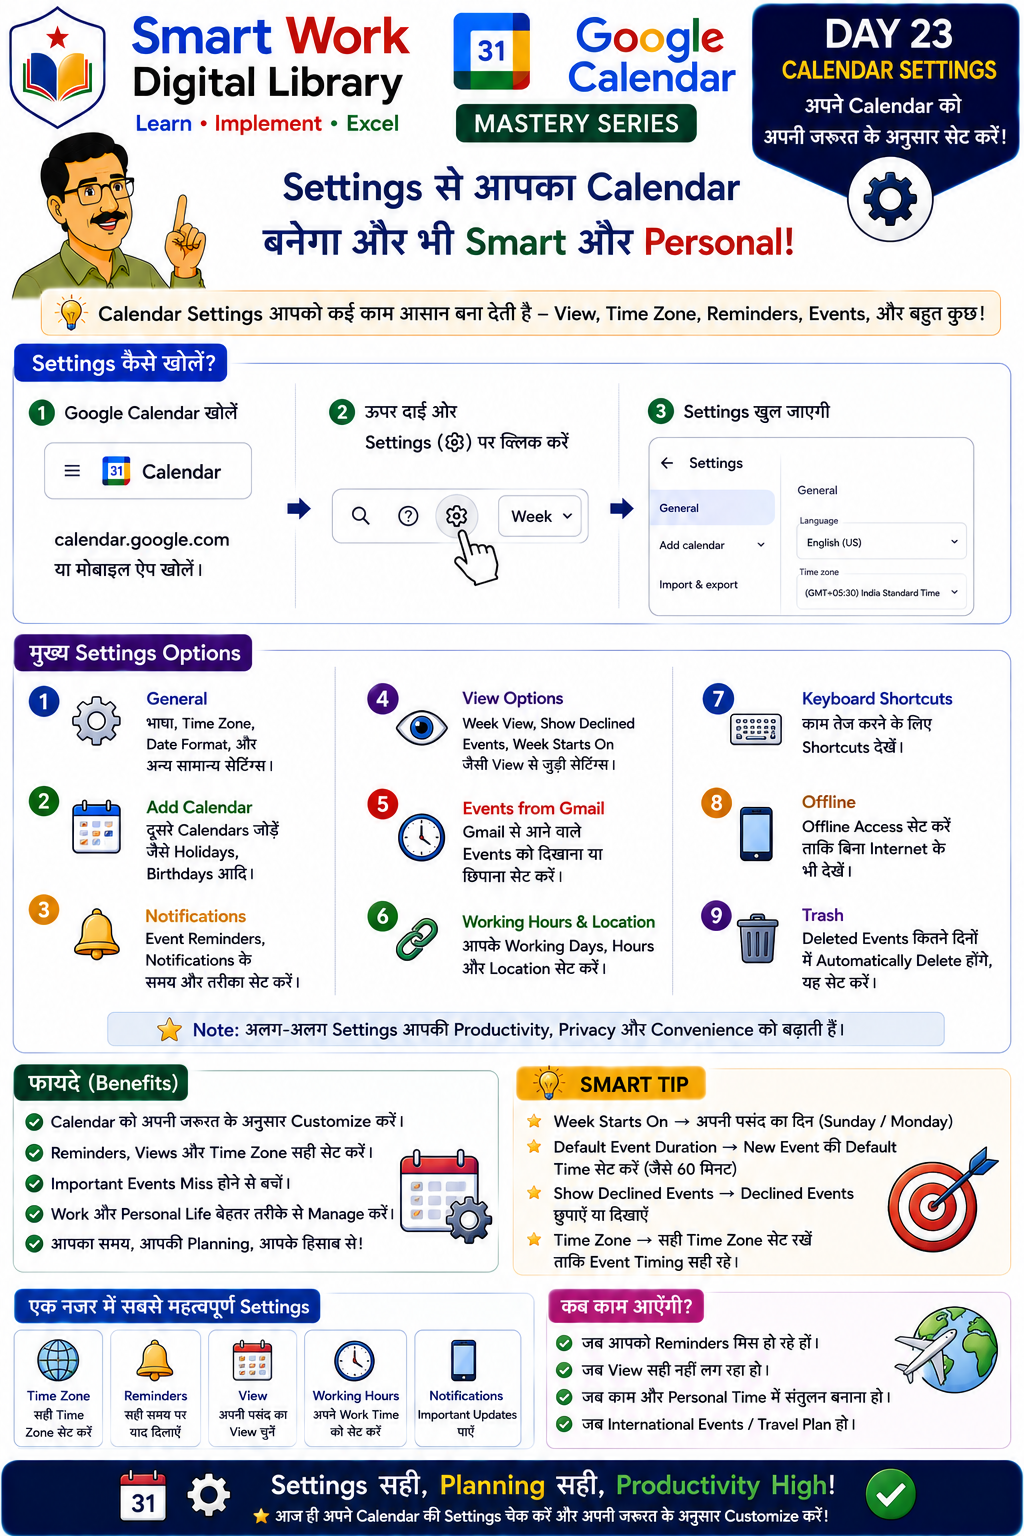 Smart Work
Digital Library
Learn • Implement • Excel
31
Google
Calendar
MASTERY SERIES
DAY 23
CALENDAR SETTINGS
अपने Calendar को
अपनी जरूरत के अनुसार सेट करें!
Settings से आपका Calendar
बनेगा और भी Smart और Personal!
Calendar Settings आपको कई काम आसान बना देती है – View, Time Zone, Reminders, Events, और बहुत कुछ!
Settings कैसे खोलें?
1 Google Calendar खोलें
31 Calendar
calendar.google.com
या मोबाइल ऐप खोलें।
2 ऊपर दाई ओर
Settings (⚙) पर क्लिक करें
Week
3 Settings खुल जाएगी
← Settings
General
Add calendar
Import & export
General
Language
English (US)
Time zone
(GMT+05:30) India Standard Time
मुख्य Settings Options
1 General
भाषा, Time Zone,
Date Format, और
अन्य सामान्य सेटिंग्स।
2 Add Calendar
दूसरे Calendars जोड़ें
जैसे Holidays,
Birthdays आदि।
3 Notifications
Event Reminders,
Notifications के
समय और तरीका सेट करें।
4 View Options
Week View, Show Declined
Events, Week Starts On
जैसी View से जुड़ी सेटिंग्स।
5 Events from Gmail
Gmail से आने वाले
Events को दिखाना या
छिपाना सेट करें।
6 Working Hours & Location
आपके Working Days, Hours
और Location सेट करें।
7 Keyboard Shortcuts
काम तेज करने के लिए
Shortcuts देखें।
8 Offline
Offline Access सेट करें
ताकि बिना Internet के
भी देखें।
9 Trash
Deleted Events कितने दिनों
में Automatically Delete होंगे,
यह सेट करें।
Note: अलग-अलग Settings आपकी Productivity, Privacy और Convenience को बढ़ाती हैं।
फायदे (Benefits)
Calendar को अपनी जरूरत के अनुसार Customize करें।
Reminders, Views और Time Zone सही सेट करें।
Important Events Miss होने से बचें।
Work और Personal Life बेहतर तरीके से Manage करें।
आपका समय, आपकी Planning, आपके हिसाब से!
SMART TIP
Week Starts On → अपनी पसंद का दिन (Sunday / Monday)
Default Event Duration → New Event की Default
Time सेट करें (जैसे 60 मिनट)
Show Declined Events → Declined Events
छुपाएँ या दिखाएँ
Time Zone → सही Time Zone सेट रखें
ताकि Event Timing सही रहे।
एक नजर में सबसे महत्वपूर्ण Settings
Time Zone
सही Time
Zone सेट करें
Reminders
सही समय पर
याद दिलाएँ
View
अपनी पसंद का
View चुनें
Working Hours
अपने Work Time
को सेट करें
Notifications
Important Updates
पाएँ
कब काम आऐंगी?
जब आपको Reminders मिस हो रहे हों।
जब View सही नहीं लग रहा हो।
जब काम और Personal Time में संतुलन बनाना हो।
जब International Events / Travel Plan हो।
31
Settings सही, Planning सही, Productivity High!
आज ही अपने Calendar की Settings चेक करें और अपनी जरूरत के अनुसार Customize करें!